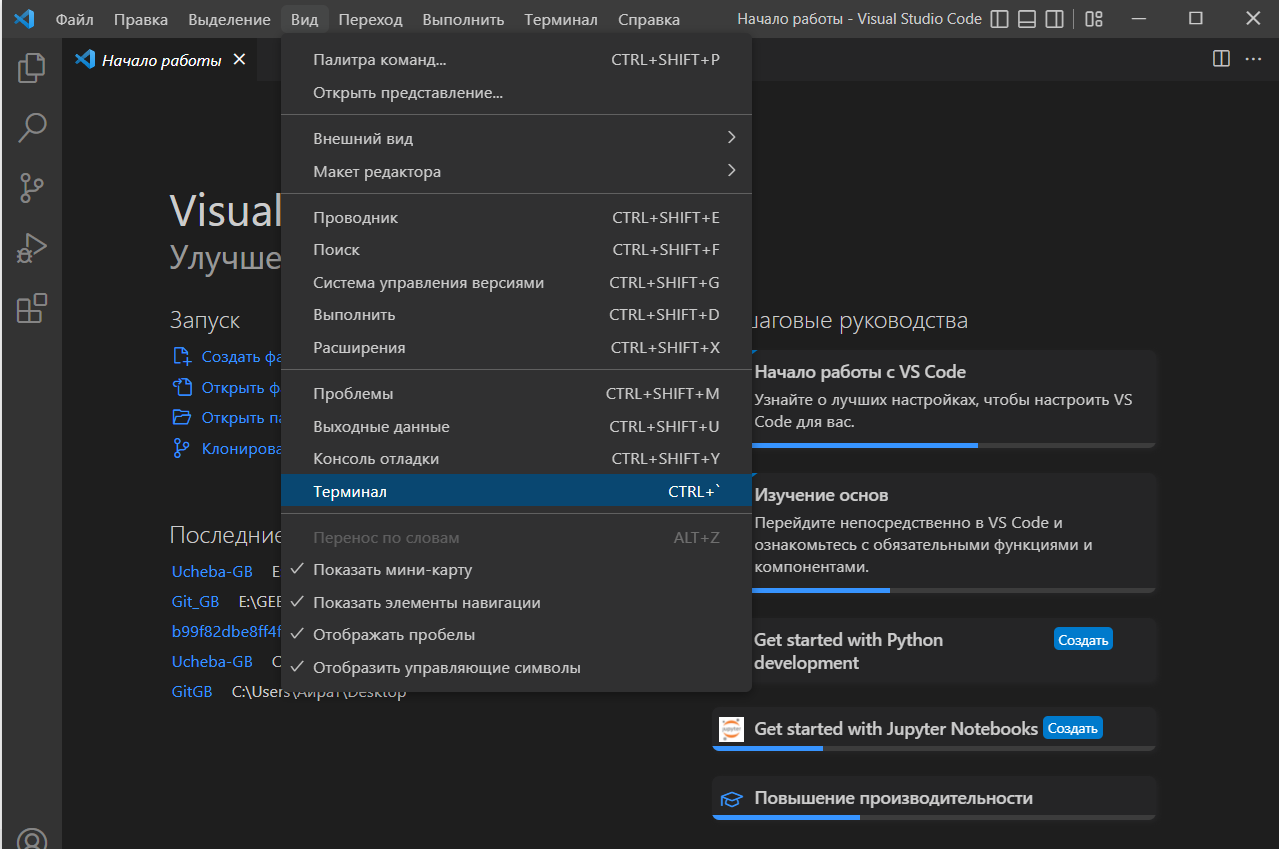 Файл Правка Выделение Вид Переход Выполнить Терминал Справка Начало работы - Visual Studio Code
Начало работы
Палитра команд... CTRL+SHIFT+P
Открыть представление...
Внешний вид
Макет редактора
Проводник CTRL+SHIFT+E
Поиск CTRL+SHIFT+F
Система управления версиями CTRL+SHIFT+G
Выполнить CTRL+SHIFT+D
Расширения CTRL+SHIFT+X
Проблемы CTRL+SHIFT+M
Выходные данные CTRL+SHIFT+U
Консоль отладки CTRL+SHIFT+Y
Терминал CTRL+`
Перенос по словам ALT+Z
Показать мини-карту
Показать элементы навигации
Отображать пробелы
Отобразить управляющие символы
Visual
Улучше
Запуск
Создать фа
Открыть ф
Открыть па
Клонирова
Последние
Ucheba-GB E
Git_GB E:\GEE
b99f82dbe8ff4f
Ucheba-GB C
GitGB C:\Users\Айрат\Desktop
шаговые руководства
Начало работы с VS Code
Узнайте о лучших настройках, чтобы настроить VS
Code для вас.
Изучение основ
Перейдите непосредственно в VS Code и
ознакомьтесь с обязательными функциями и
компонентами.
Get started with Python Создать
development
Get started with Jupyter Notebooks Создать
Повышение производительности